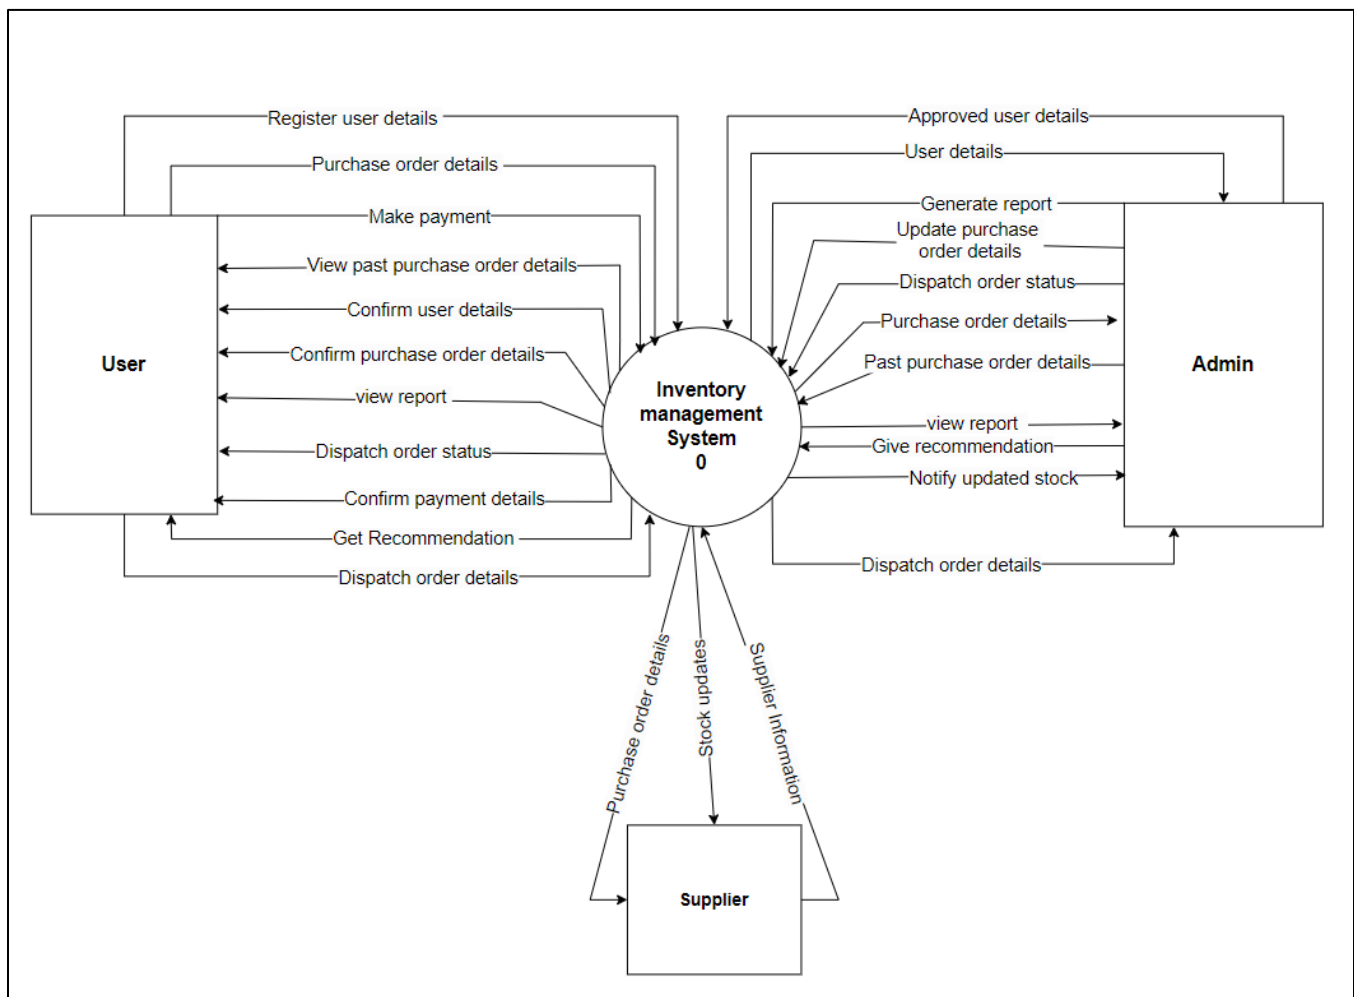 Register user details
Purchase order details
Make payment
View past purchase order details
Confirm user details
Confirm purchase order details
view report
Dispatch order status
Confirm payment details
Get Recommendation
Dispatch order details
User
Inventory
management
System
0
Approved user details
User details
Generate report
Update purchase
order details
Dispatch order status
Purchase order details
Past purchase order details
view report
Give recommendation
Notify updated stock
Dispatch order details
Admin
Purchase order details
Stock updates
Supplier Information
Supplier